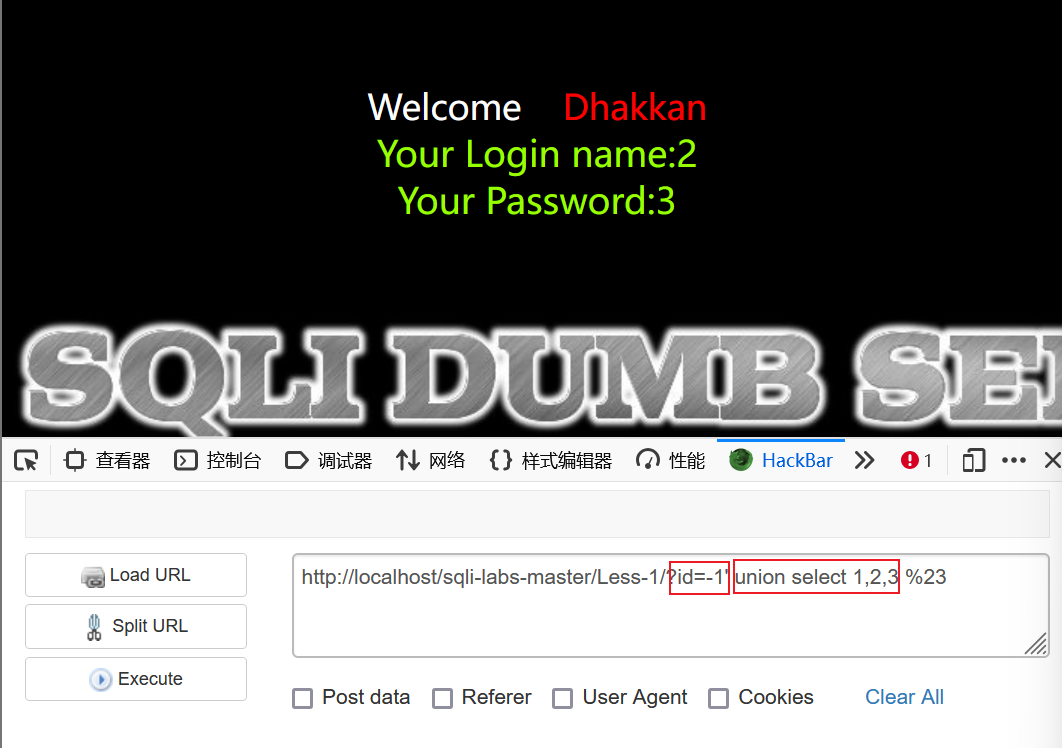 Welcome Dhakkan
Your Login name:2
Your Password:3
SQLI DUMB
查看器 控制台 调试器 网络 样式编辑器 性能 HackBar 1
Load URL
http://localhost/sqli-labs-master/Less-1/?id=-1' union select 1,2,3 %23
Split URL
Execute
Post data Referer User Agent Cookies Clear All